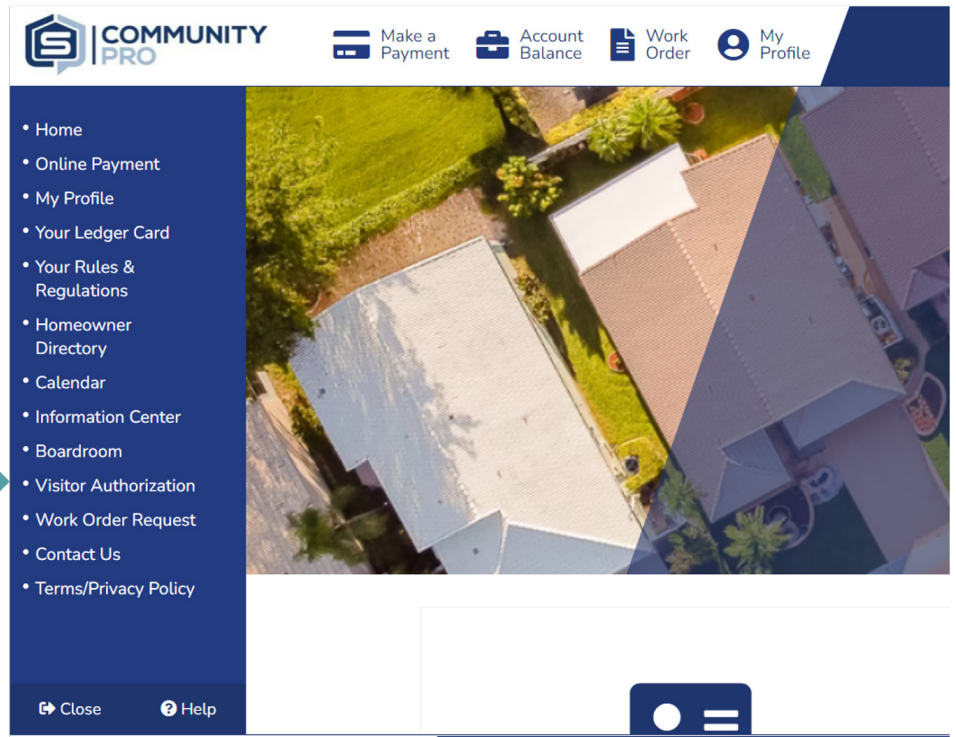 COMMUNITY
PRO
Make a
Payment
Account
Balance
Work
Order
My
Profile
• Home
• Online Payment
• My Profile
• Your Ledger Card
• Your Rules &
Regulations
• Homeowner
Directory
• Calendar
• Information Center
• Boardroom
• Visitor Authorization
• Work Order Request
• Contact Us
• Terms/Privacy Policy
Close
Help